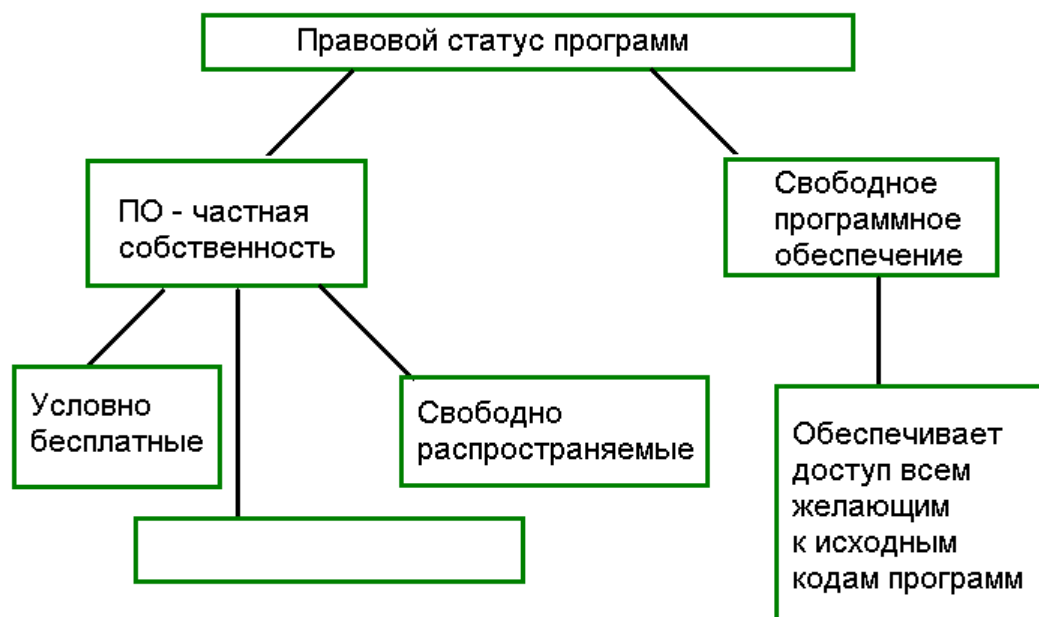 Правовой статус программ
ПО - частная
собственность
Свободное
программное
обеспечение
Условно
бесплатные
Свободно
распространяемые
Обеспечивает
доступ всем
желающим
к исходным
кодам программ